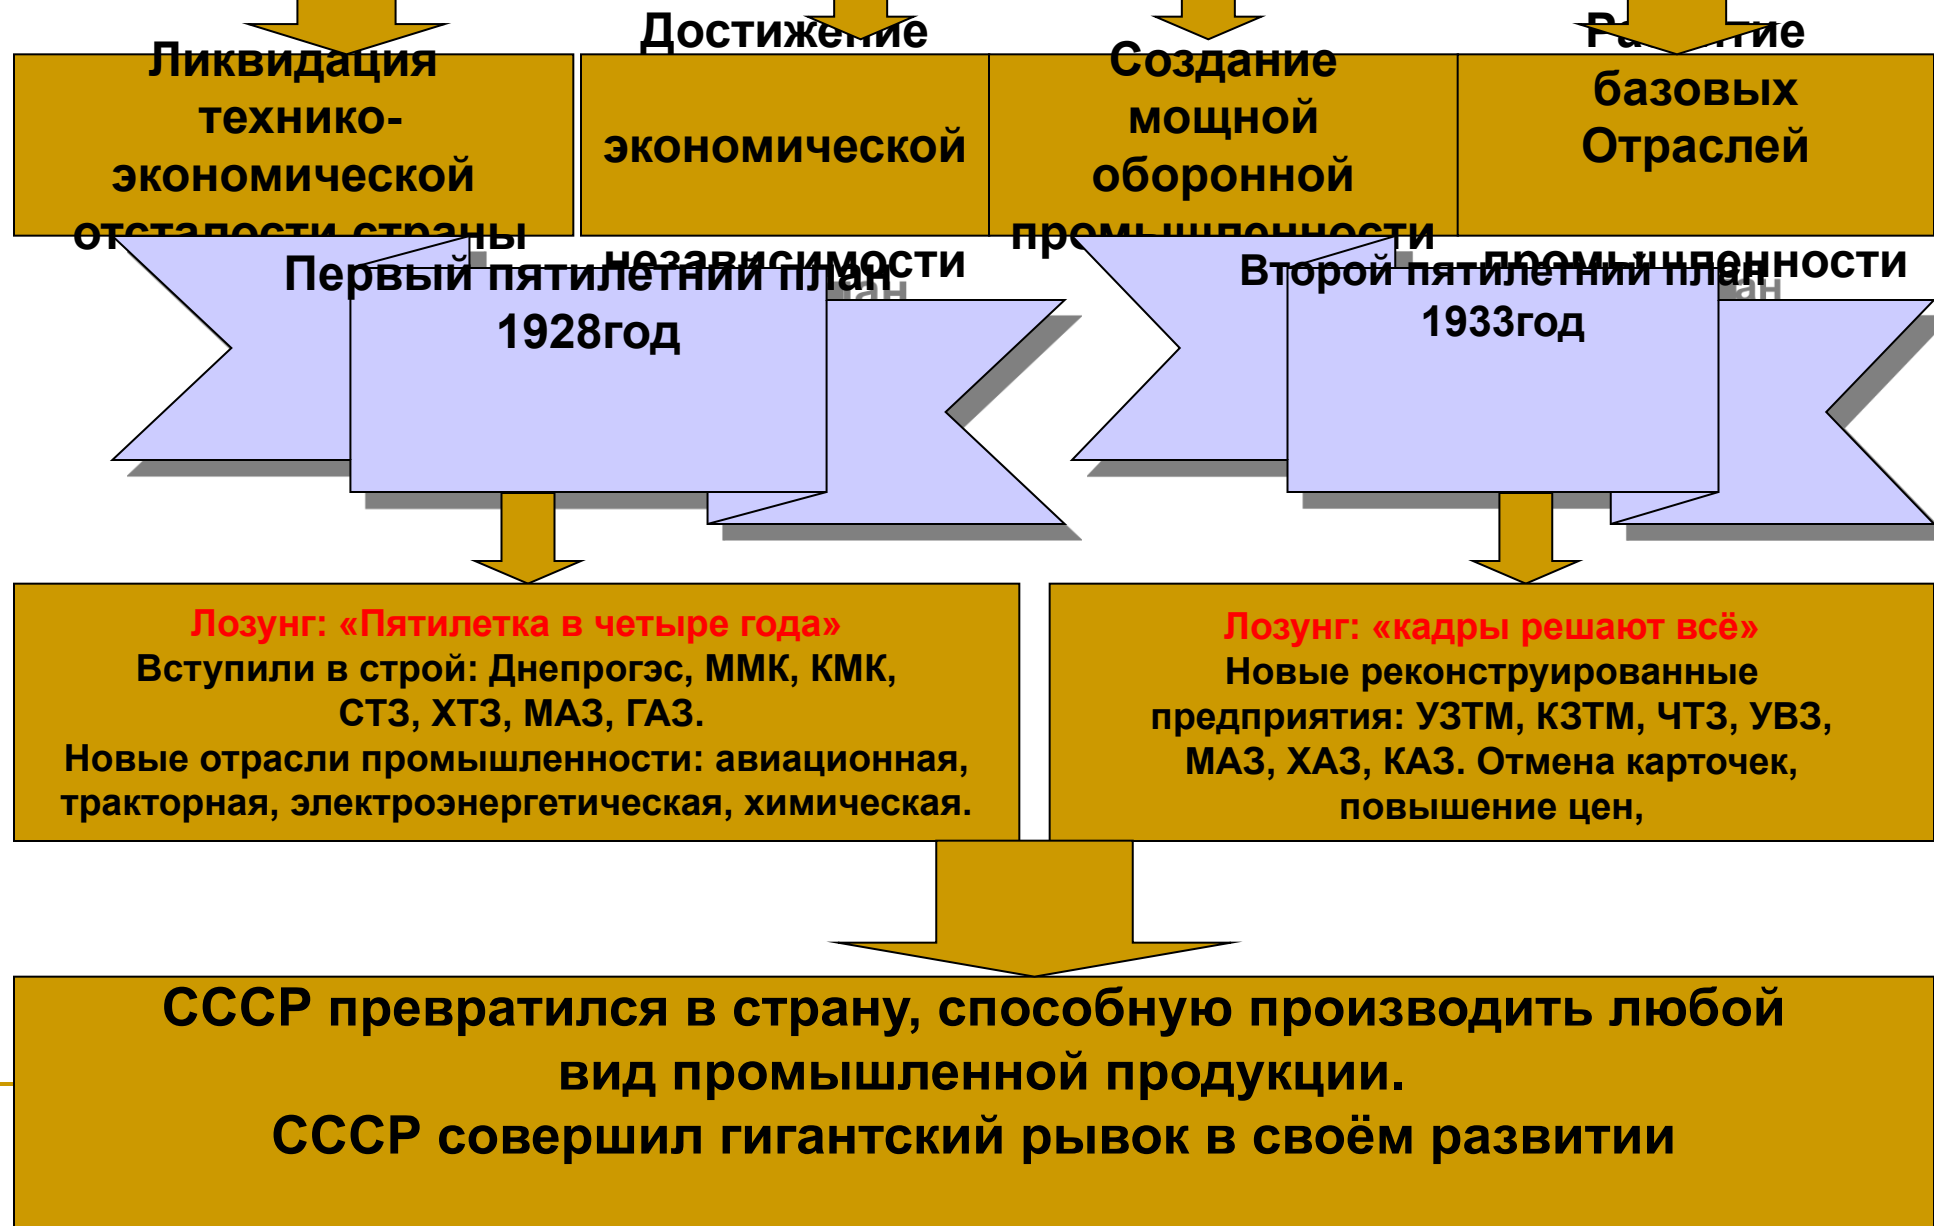 Ликвидация
технико-
экономической
отсталости страны
Достижение
экономической
независимости
Создание
мощной
оборонной
промышленности
Развитие
базовых
Отраслей
промышленности
Первый пятилетний план
1928год
Второй пятилетний план
1933год
Лозунг: «Пятилетка в четыре года»
Вступили в строй: Днепрогэс, ММК, КМК,
СТЗ, ХТЗ, МАЗ, ГАЗ.
Новые отрасли промышленности: авиационная,
тракторная, электроэнергетическая, химическая.
Лозунг: «кадры решают всё»
Новые реконструированные
предприятия: УЗТМ, КЗТМ, ЧТЗ, УВЗ,
МАЗ, ХАЗ, КАЗ. Отмена карточек,
повышение цен,
СССР превратился в страну, способную производить любой
вид промышленной продукции.
СССР совершил гигантский рывок в своём развитии